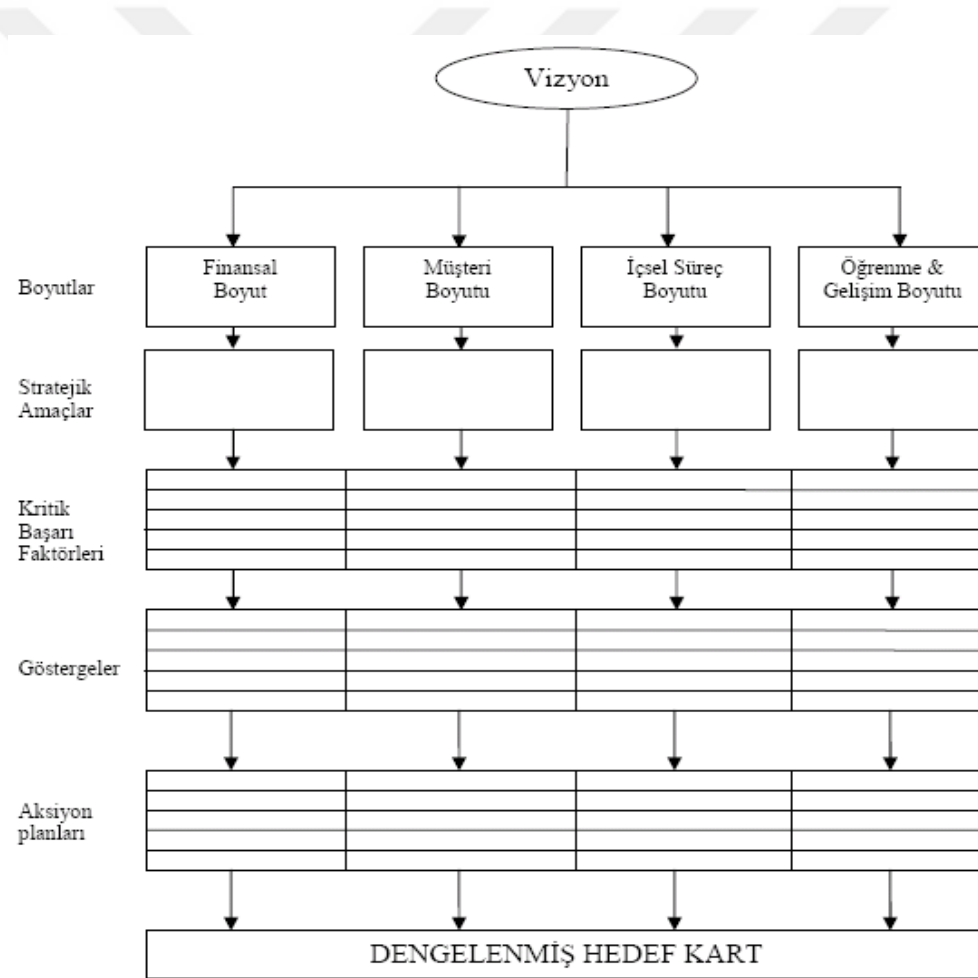 Vizyon
Boyutlar
Finansal
Boyut
Müşteri
Boyutu
İçsel Süreç
Boyutu
Öğrenme &
Gelişim Boyutu
Stratejik
Amaçlar
Kritik
Başarı
Faktörleri
Göstergeler
Aksiyon
planları
DENGELENMİŞ HEDEF KART